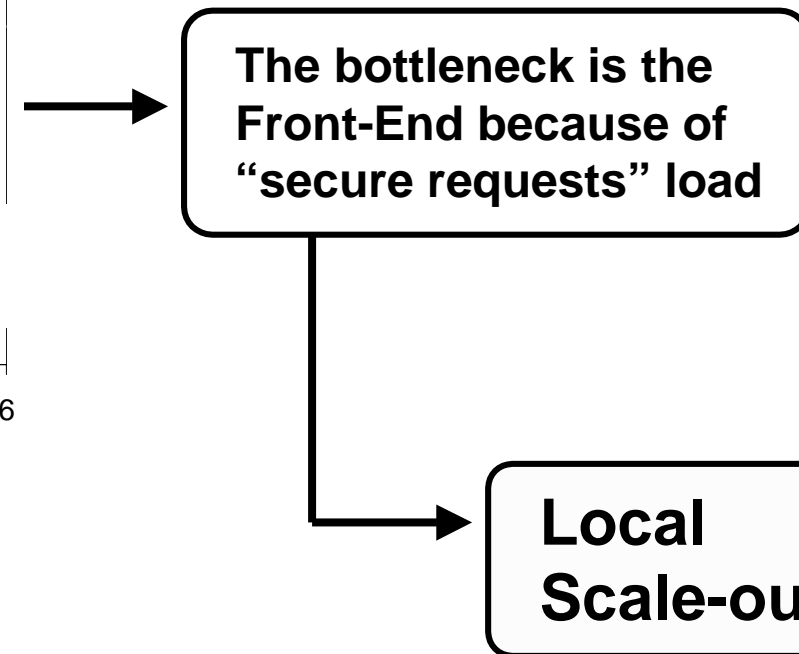 The bottleneck is the
Front-End because of
“secure requests” load
6
Local
Scale-ou